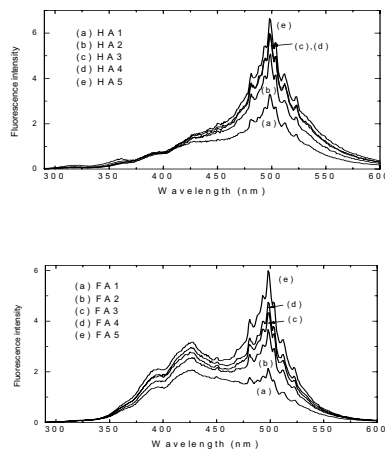 (a) HA1
(b) HA2
(c) HA3
(d) HA4
(e) HA5
(e)
(c),(d)
(b)
(a)
Fluorescence intensity
6
4
2
0
300 350 400 450 500 550 600
Wavelength (nm)
(a) FA1
(b) FA2
(c) FA3
(d) FA4
(e) FA5
(e)
(d)
(c)
(b)
(a)
Fluorescence intensity
6
4
2
0
300 350 400 450 500 550 600
Wavelength (nm)